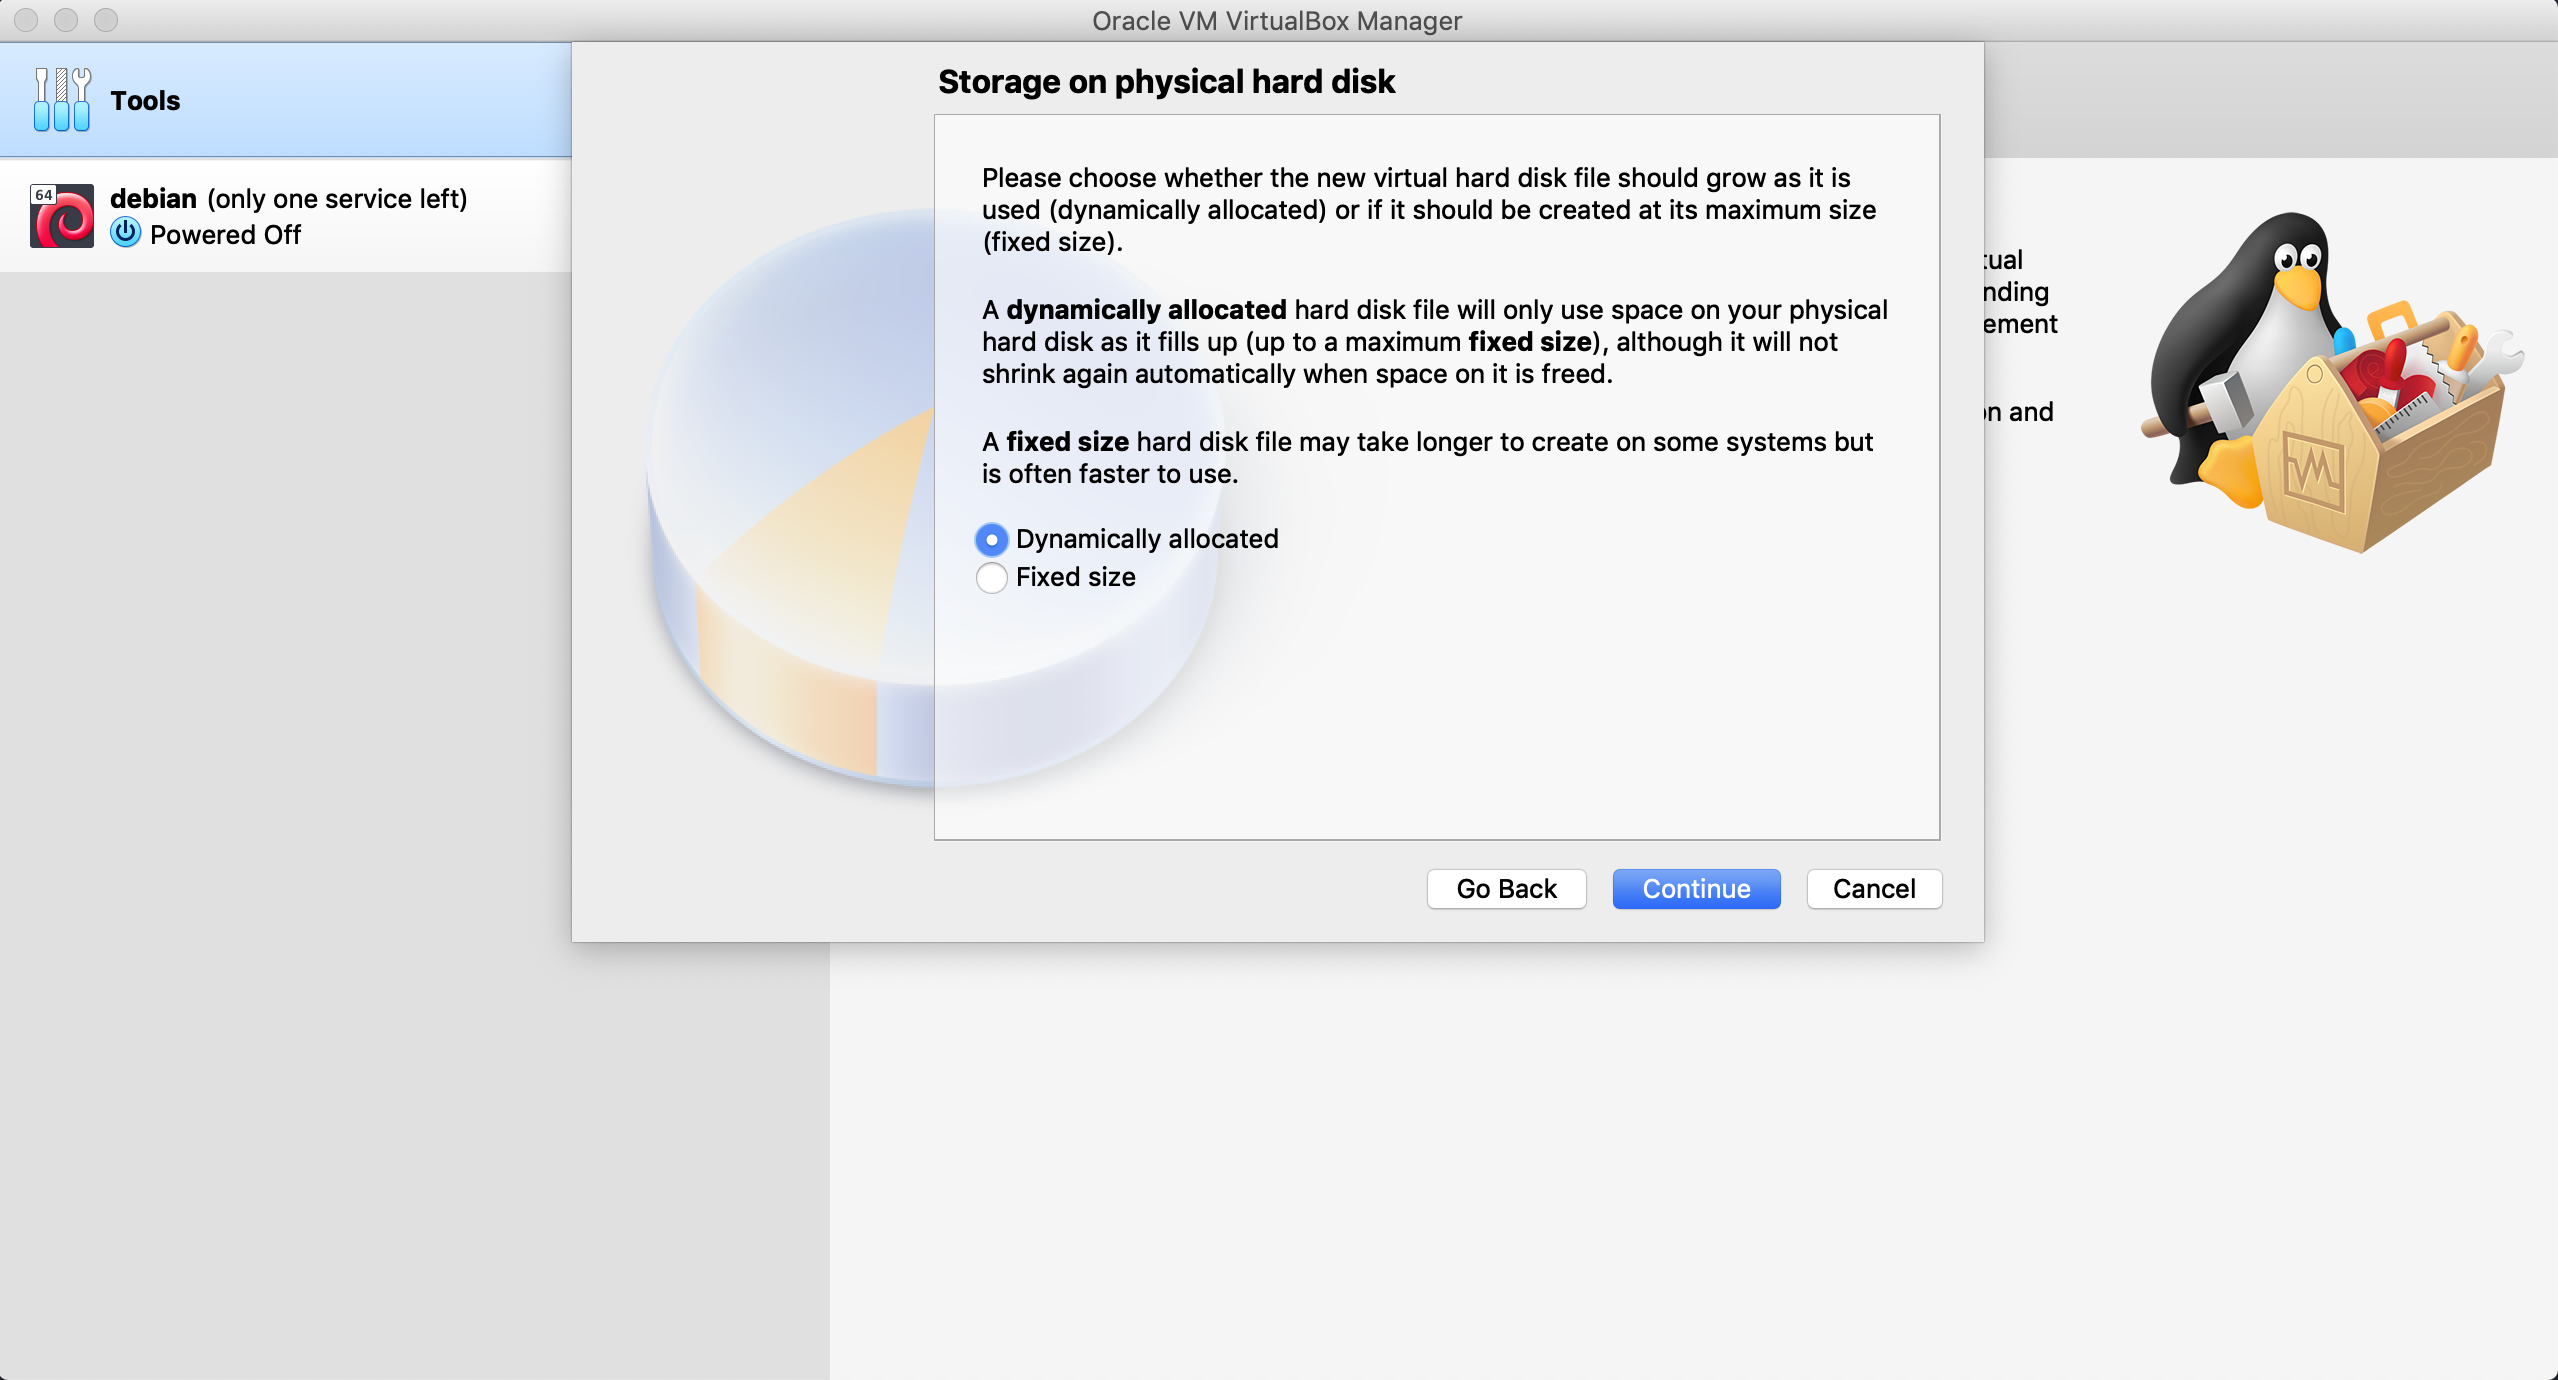 Oracle VM VirtualBox Manager
Tools
64
debian (only one service left)
Powered Off
Storage on physical hard disk
Please choose whether the new virtual hard disk file should grow as it is
used (dynamically allocated) or if it should be created at its maximum size
(fixed size).
A dynamically allocated hard disk file will only use space on your physical
hard disk as it fills up (up to a maximum fixed size), although it will not
shrink again automatically when space on it is freed.
A fixed size hard disk file may take longer to create on some systems but
is often faster to use.
Dynamically allocated
Fixed size
Go Back
Continue
Cancel
tual
nding
ement
on and